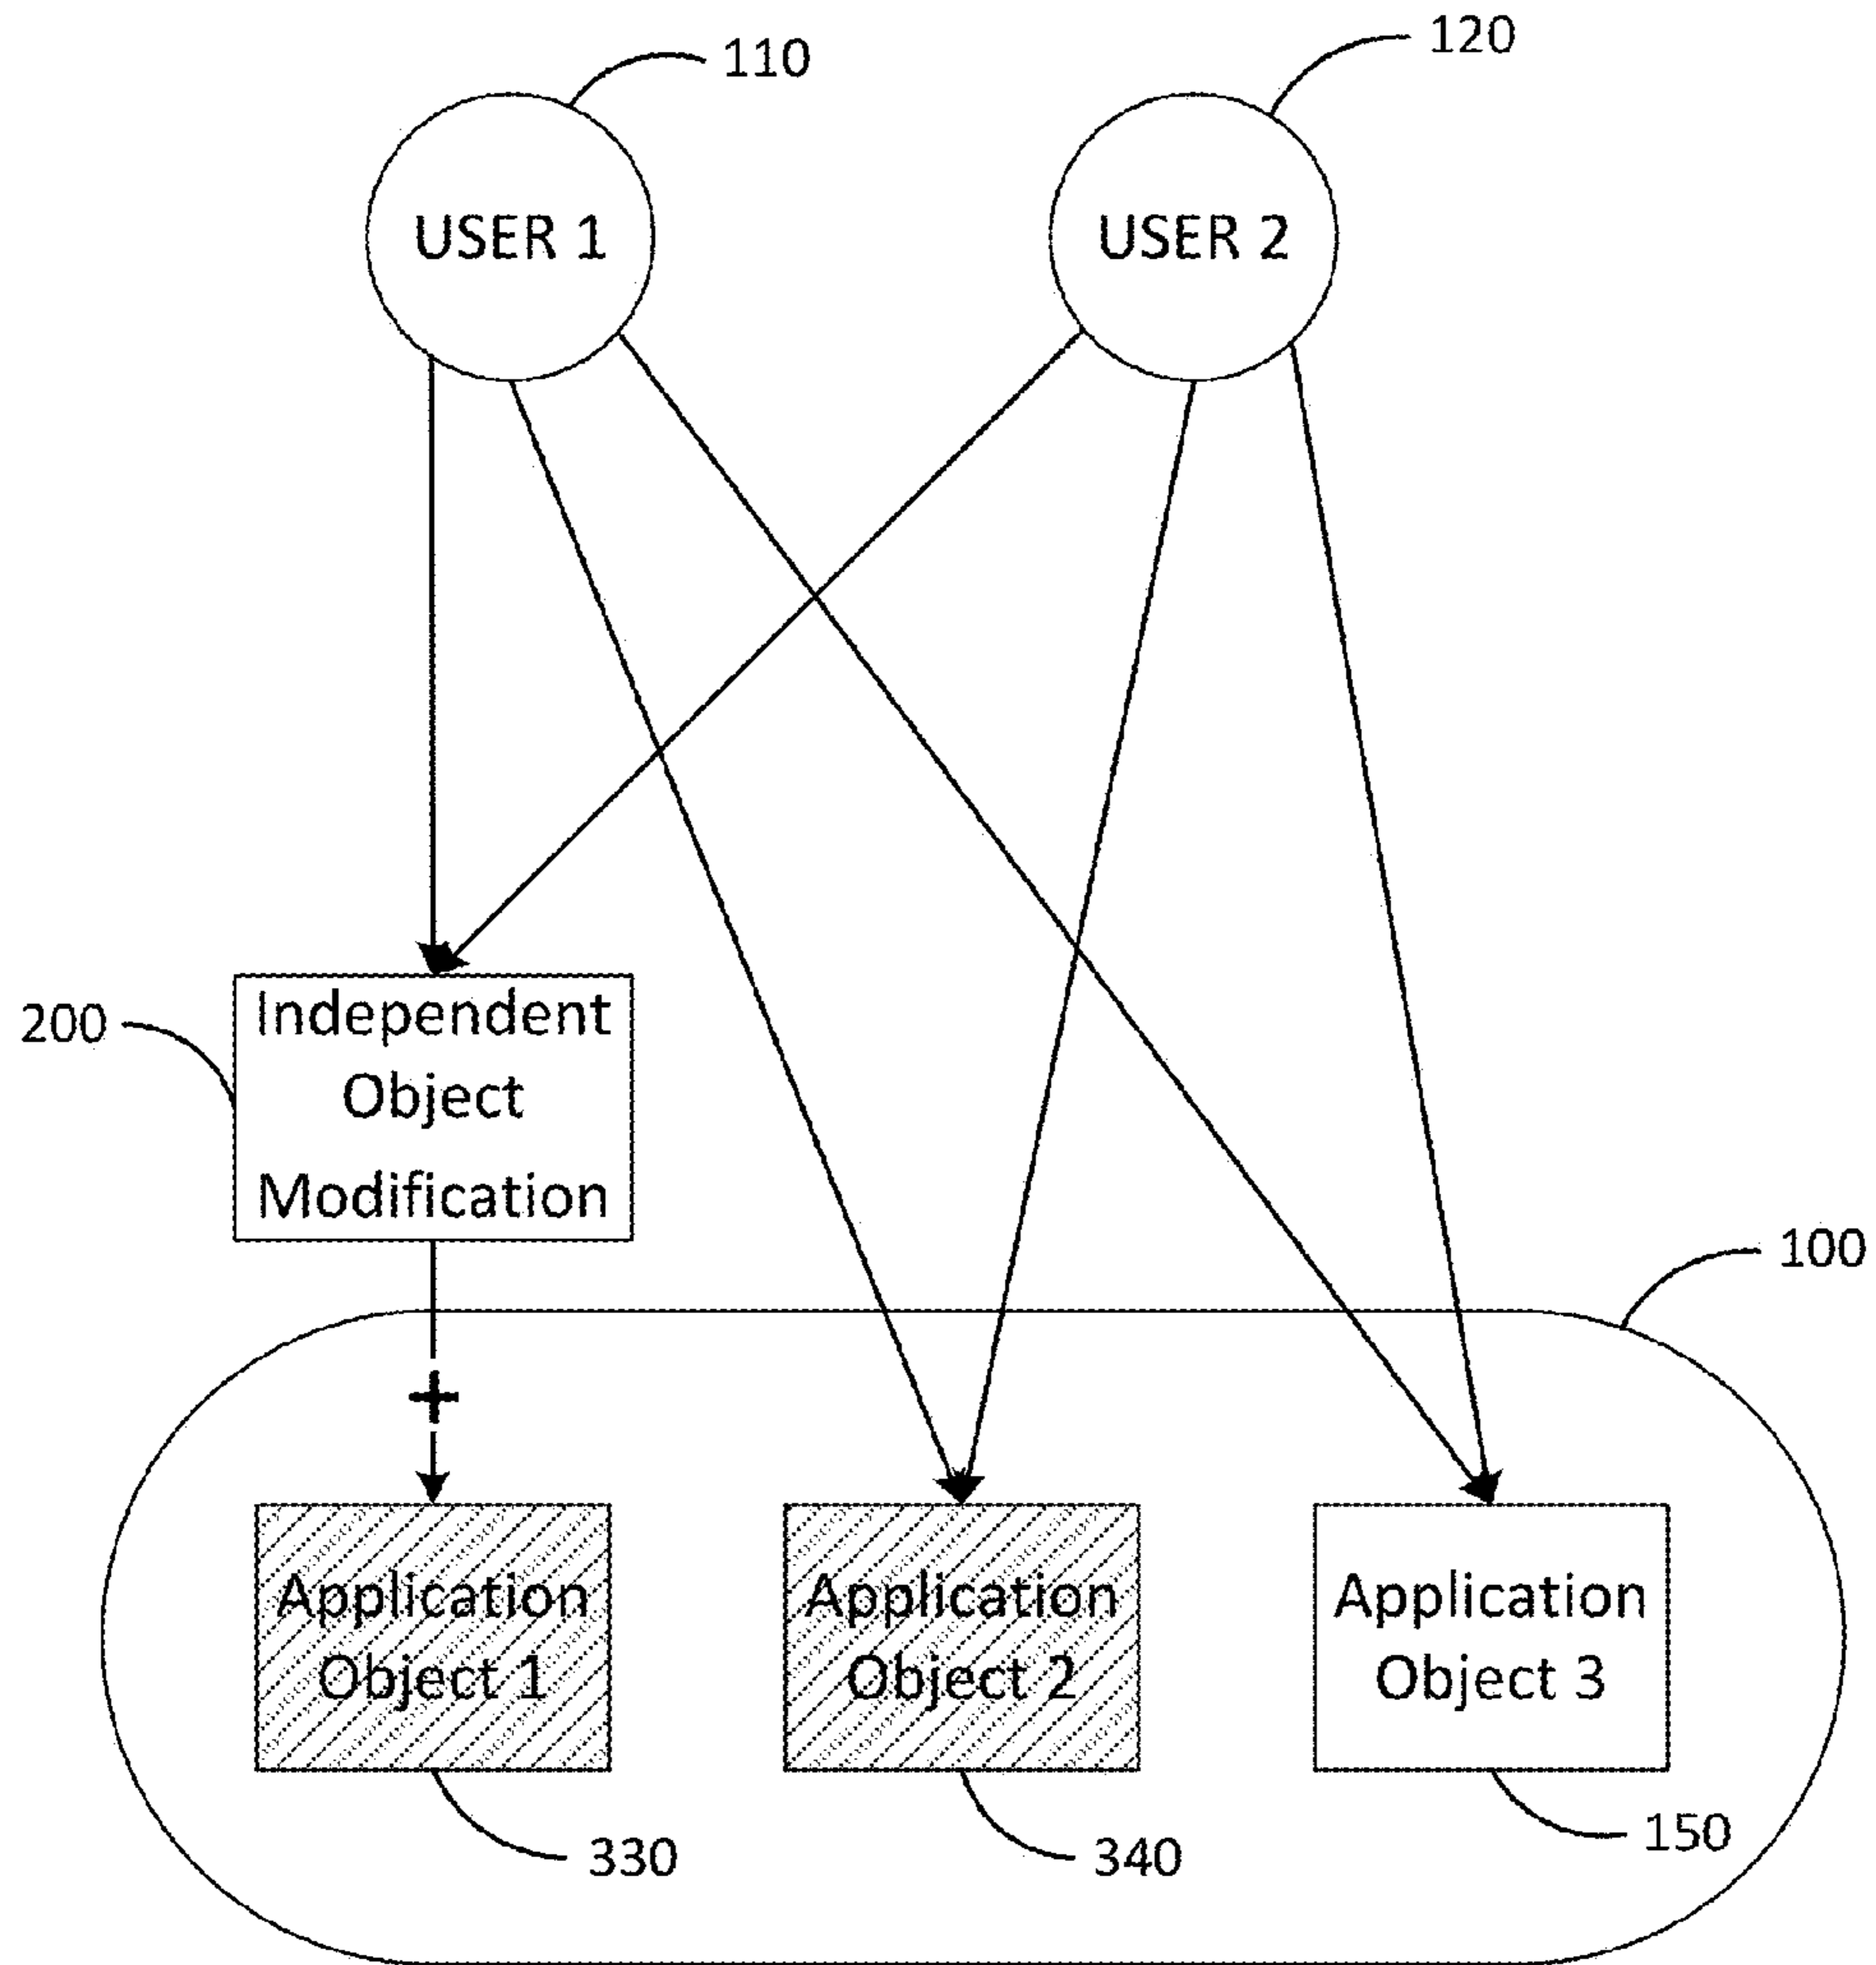 110
120
USER 1
USER 2
200
Independent
Object
Modification
100
+
Application
Object 1
Application
Object 2
Application
Object 3
330
340
150